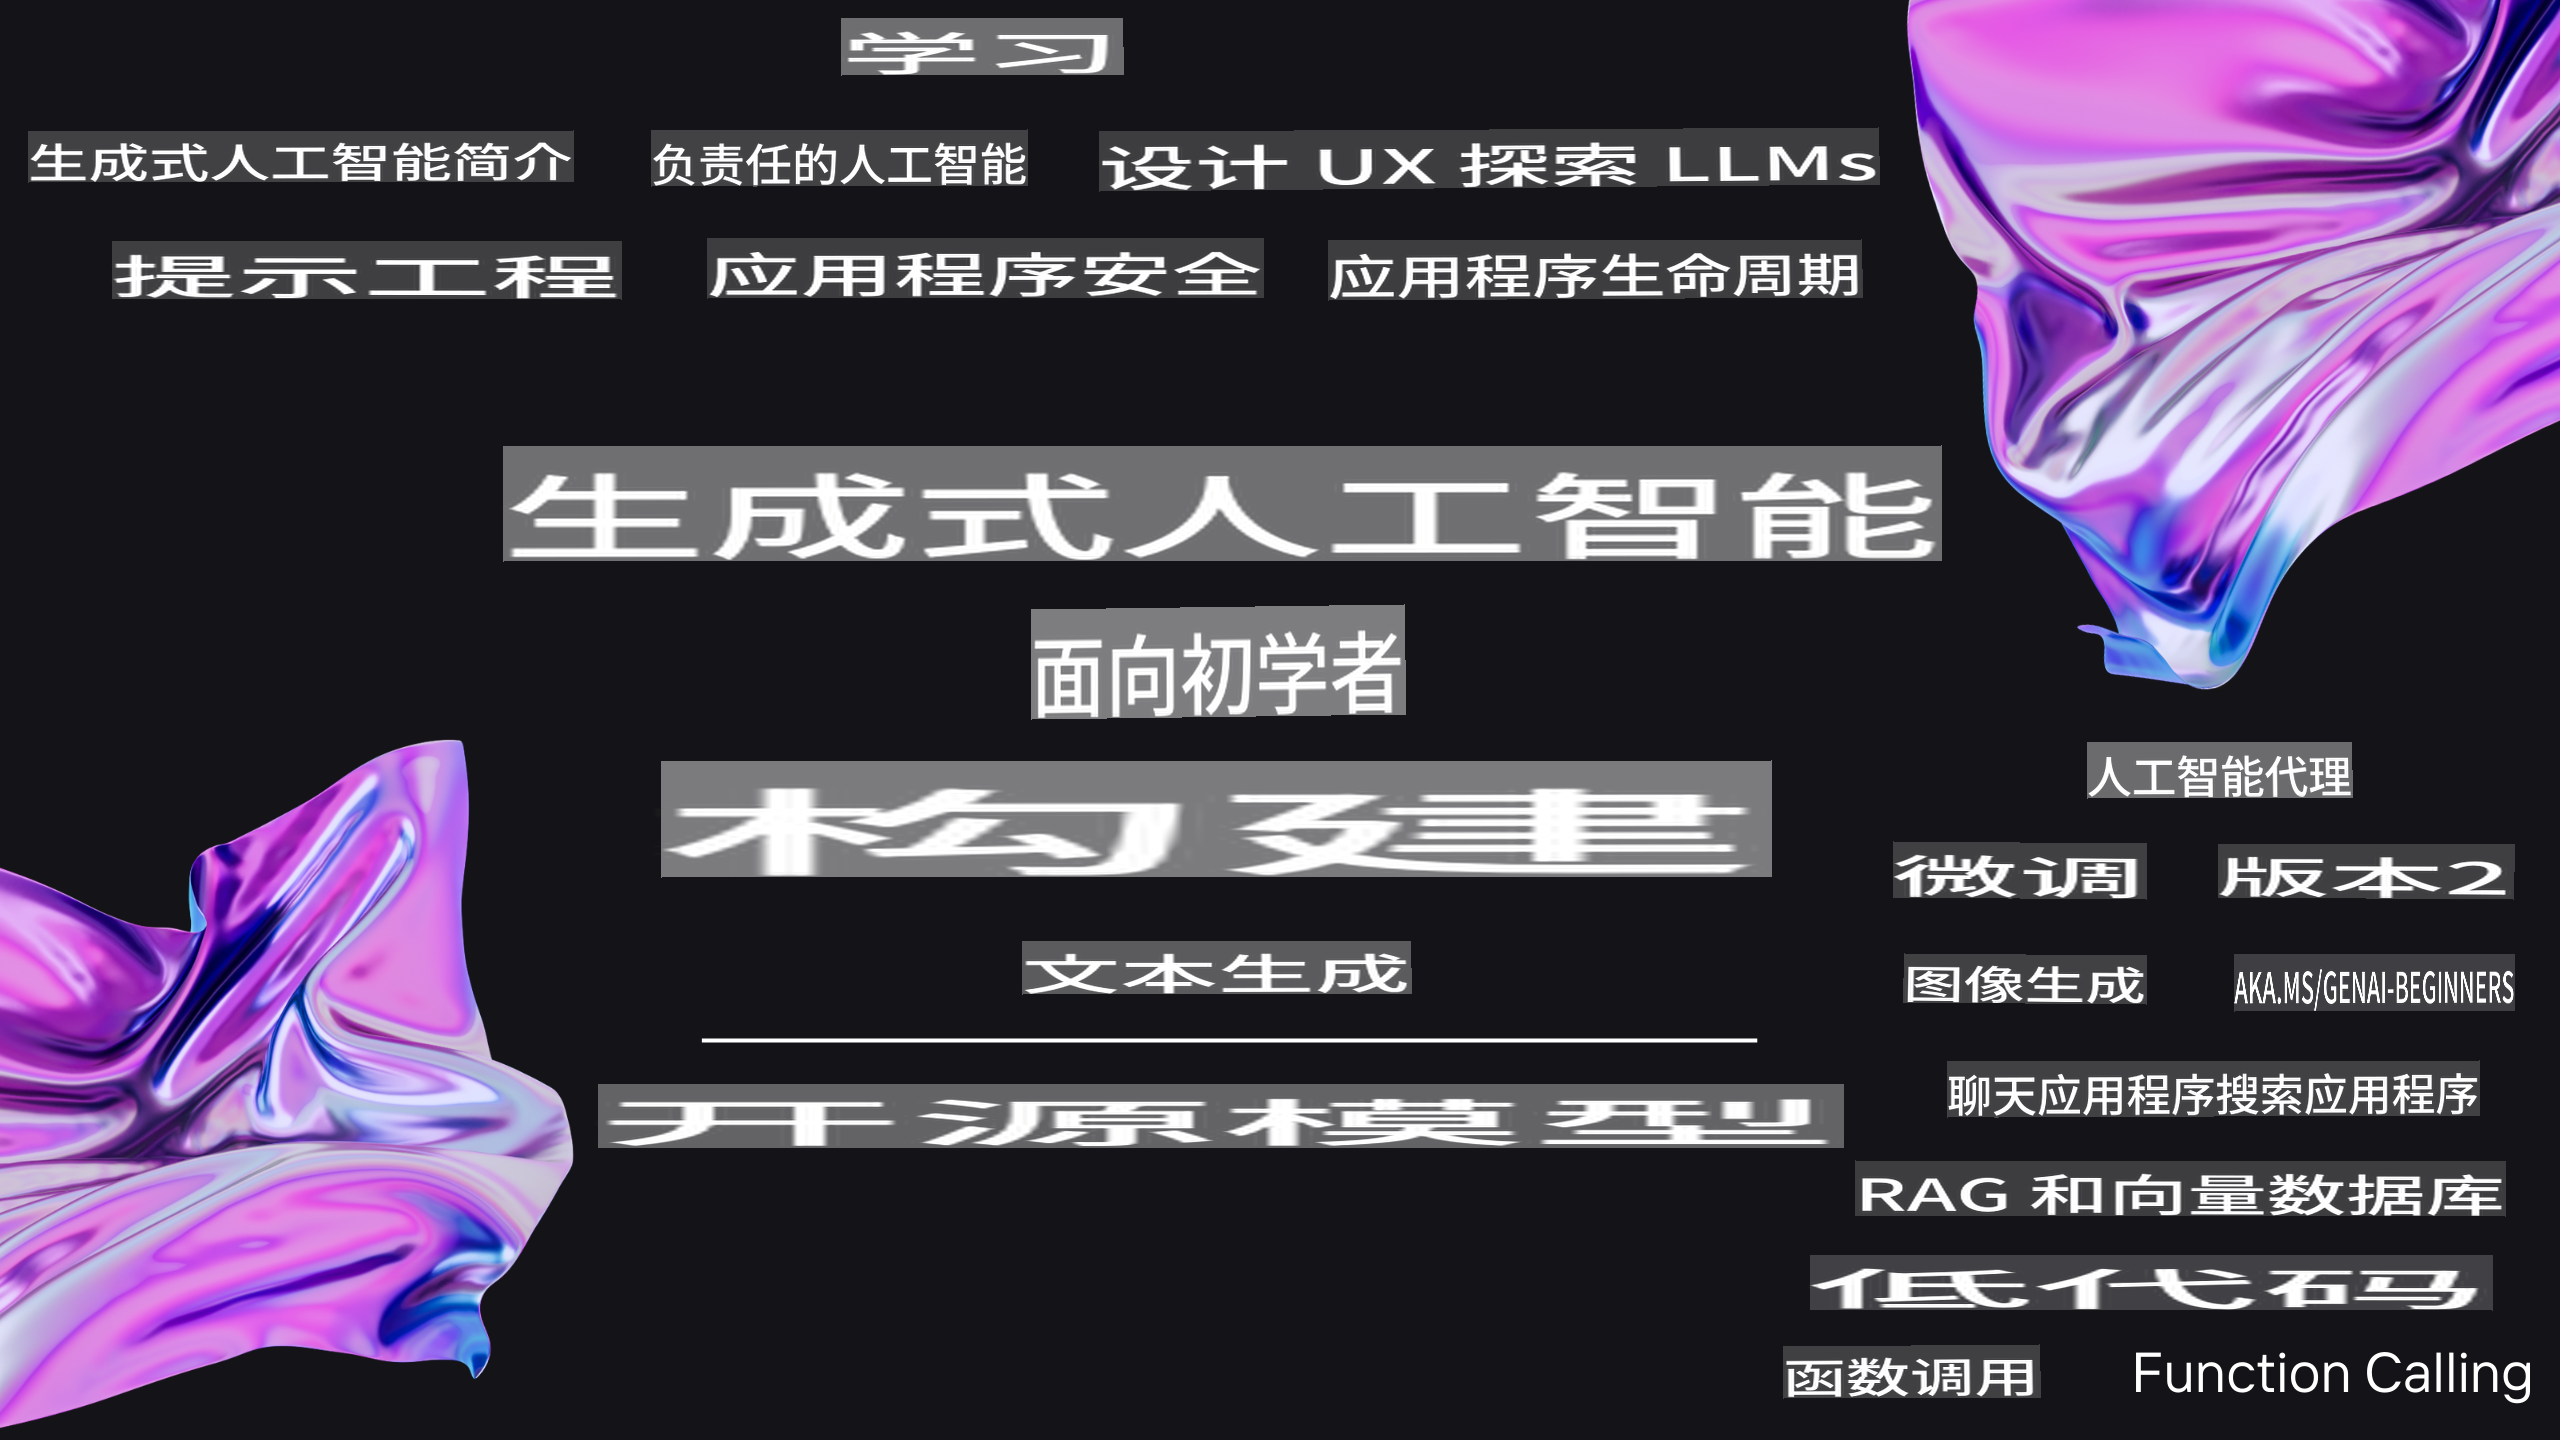 学习
生成式人工智能简介 负责任的人工智能 设计 UX 探索 LLMs
提示工程 应用程序安全 应用程序生命周期
生成式人工智能
面向初学者
构建
文本生成
开源模型
人工智能代理
微调 版本2
图像生成 AKA.MS/GENAI-BEGINNERS
聊天应用程序搜索应用程序
RAG 和向量数据库
低代码
函数调用 Function Calling